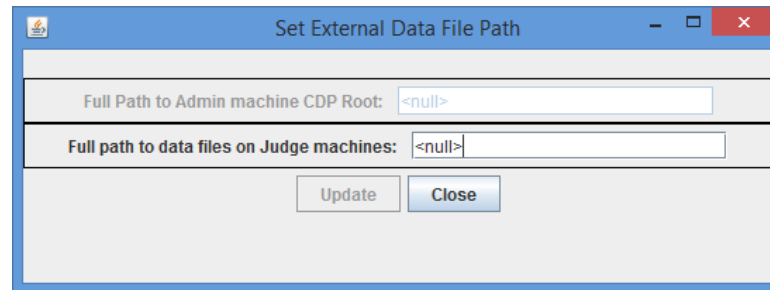 Set External Data File Path
Full Path to Admin machine CDP Root: <null>
Full path to data files on Judge machines: <null>
Update Close